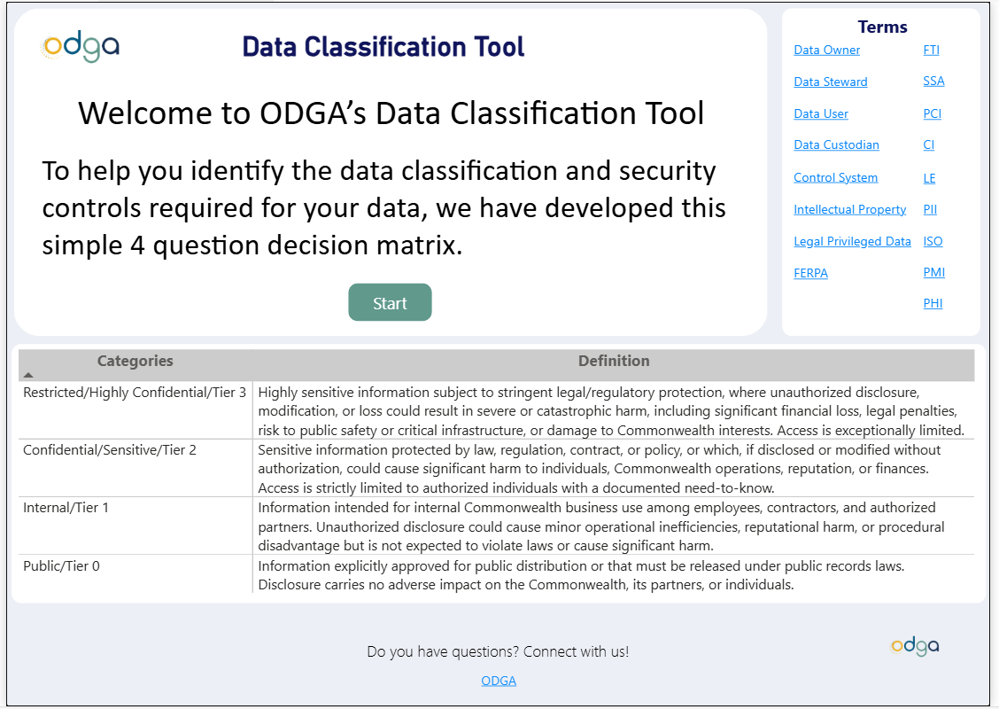 odga
Data Classification Tool
Welcome to ODGA’s Data Classification Tool
To help you identify the data classification and security
controls required for your data, we have developed this
simple 4 question decision matrix.
Start
Terms
Data Owner
Data Steward
Data User
Data Custodian
Control System
Intellectual Property
Legal Privileged Data
FERPA
FTI
SSA
PCI
CI
LE
PII
ISO
PMI
PHI
Categories
Definition
Restricted/Highly Confidential/Tier 3
Highly sensitive information subject to stringent legal/regulatory protection, where unauthorized disclosure,
modification, or loss could result in severe or catastrophic harm, including significant financial loss, legal penalties,
risk to public safety or critical infrastructure, or damage to Commonwealth interests. Access is exceptionally limited.
Confidential/Sensitive/Tier 2
Sensitive information protected by law, regulation, contract, or policy, or which, if disclosed or modified without
authorization, could cause significant harm to individuals, Commonwealth operations, reputation, or finances.
Access is strictly limited to authorized individuals with a documented need-to-know.
Internal/Tier 1
Information intended for internal Commonwealth business use among employees, contractors, and authorized
partners. Unauthorized disclosure could cause minor operational inefficiencies, reputational harm, or procedural
disadvantage but is not expected to violate laws or cause significant harm.
Public/Tier 0
Information explicitly approved for public distribution or that must be released under public records laws.
Disclosure carries no adverse impact on the Commonwealth, its partners, or individuals.
Do you have questions? Connect with us!
ODGA
odga